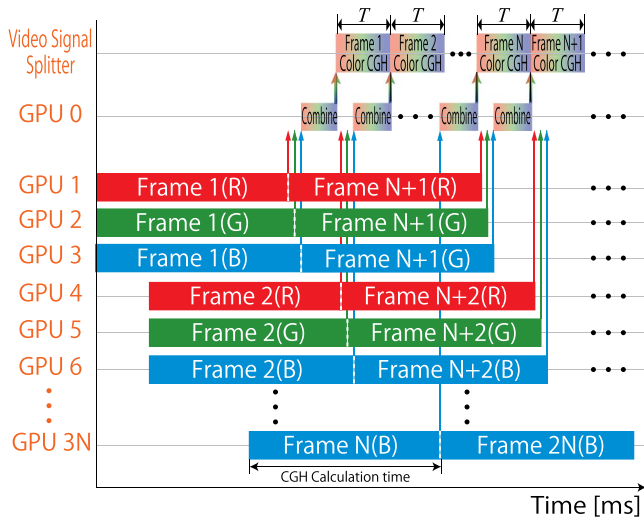 T T T T
Video Signal
Splitter
Frame 1
Color CGH
Frame 2
Color CGH
Frame N
Color CGH
Frame N+1
Color CGH
GPU 0
Combine Combine Combine Combine
GPU 1
Frame 1(R) Frame N+1(R)
GPU 2
Frame 1(G) Frame N+1(G)
GPU 3
Frame 1(B) Frame N+1(G)
GPU 4
Frame 2(R) Frame N+2(R)
GPU 5
Frame 2(G) Frame N+2(G)
GPU 6
Frame 2(B) Frame N+2(B)
GPU 3N
Frame N(B) Frame 2N(B)
CGH Calculation time
Time [ms]